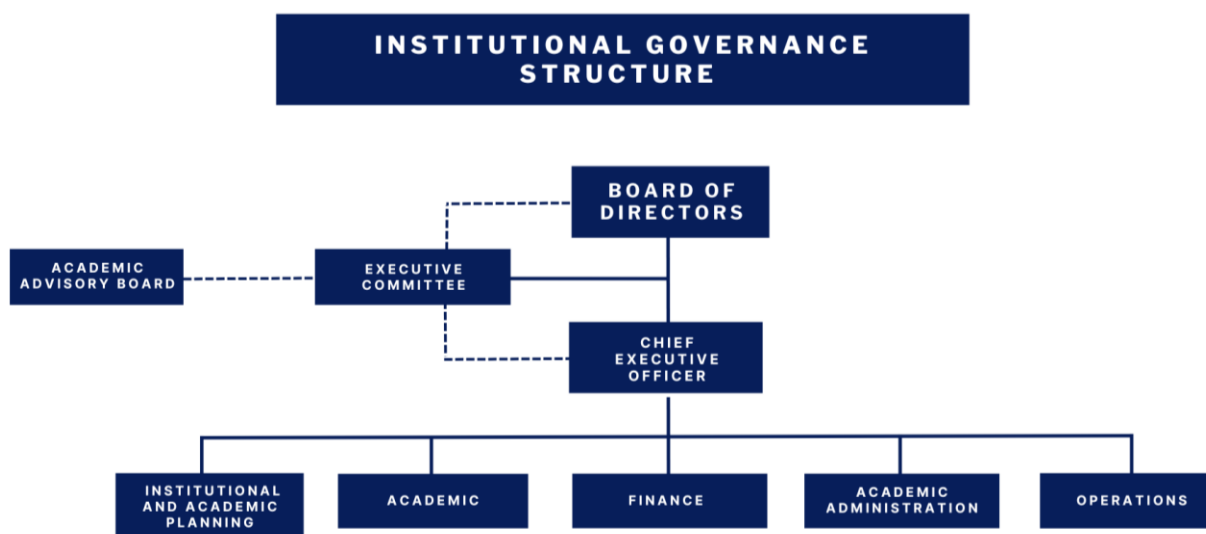 INSTITUTIONAL GOVERNANCE
STRUCTURE
BOARD OF
DIRECTORS
ACADEMIC
ADVISORY BOARD
EXECUTIVE
COMMITTEE
CHIEF
EXECUTIVE
OFFICER
INSTITUTIONAL
AND ACADEMIC
PLANNING
ACADEMIC
FINANCE
ACADEMIC
ADMINISTRATION
OPERATIONS